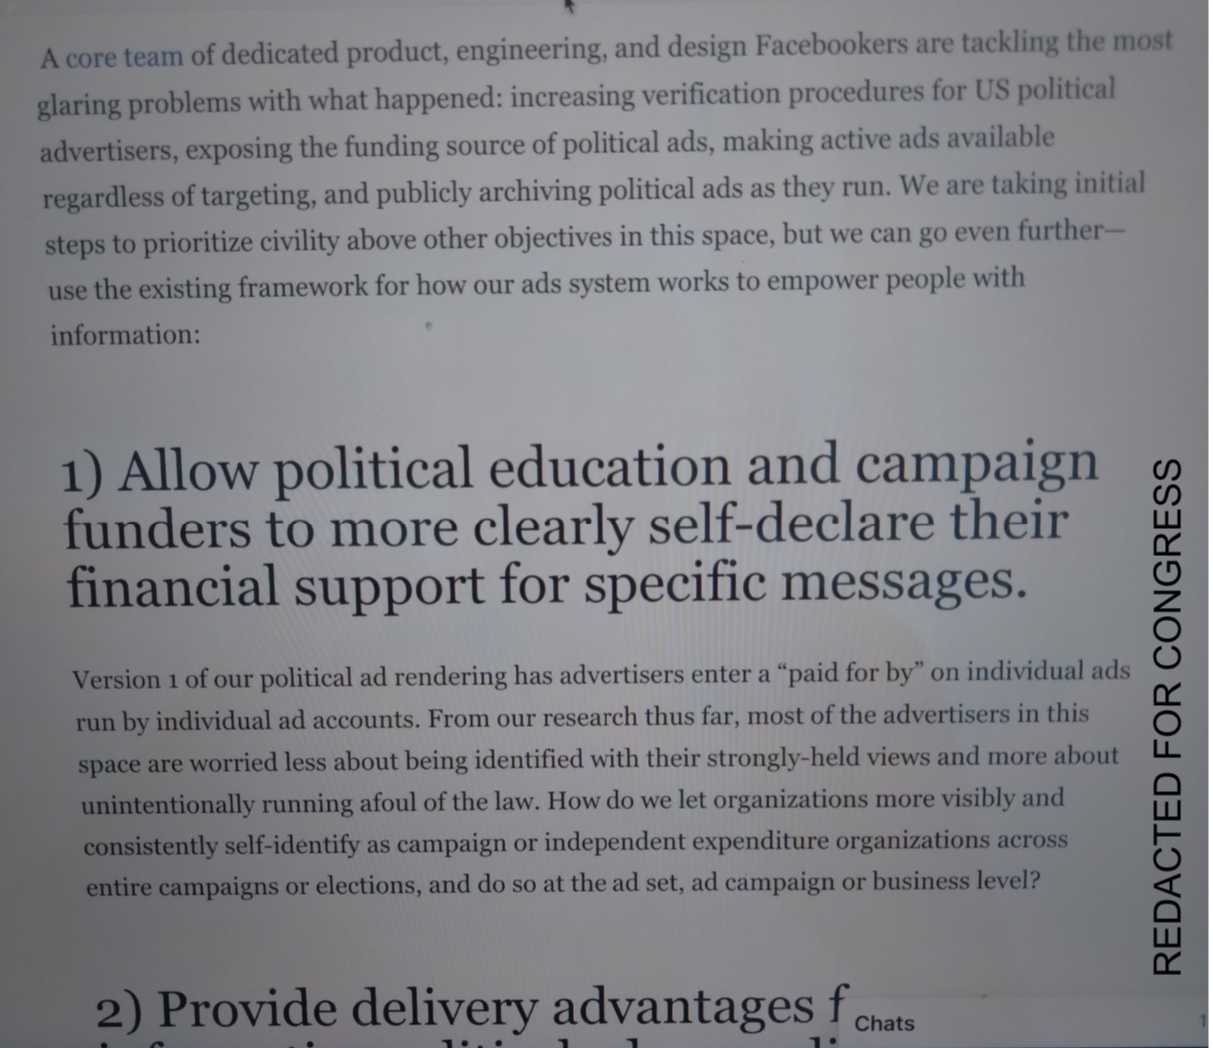 A core team of dedicated product, engineering, and design Facebookers are tackling the most
glaring problems with what happened: increasing verification procedures for US political
advertisers, exposing the funding source of political ads, making active ads available
regardless of targeting, and publicly archiving political ads as they run. We are taking initial
steps to prioritize civility above other objectives in this space, but we can go even further—
use the existing framework for how our ads system works to empower people with
information:
1) Allow political education and campaign
funders to more clearly self-declare their
financial support for specific messages.
Version 1 of our political ad rendering has advertisers enter a “paid for by” on individual ads
run by individual ad accounts. From our research thus far, most of the advertisers in this
space are worried less about being identified with their strongly-held views and more about
unintentionally running afoul of the law. How do we let organizations more visibly and
consistently self-identify as campaign or independent expenditure organizations across
entire campaigns or elections, and do so at the ad set, ad campaign or business level?
2) Provide delivery advantages f
Chats
REDACTED FOR CONGRESS